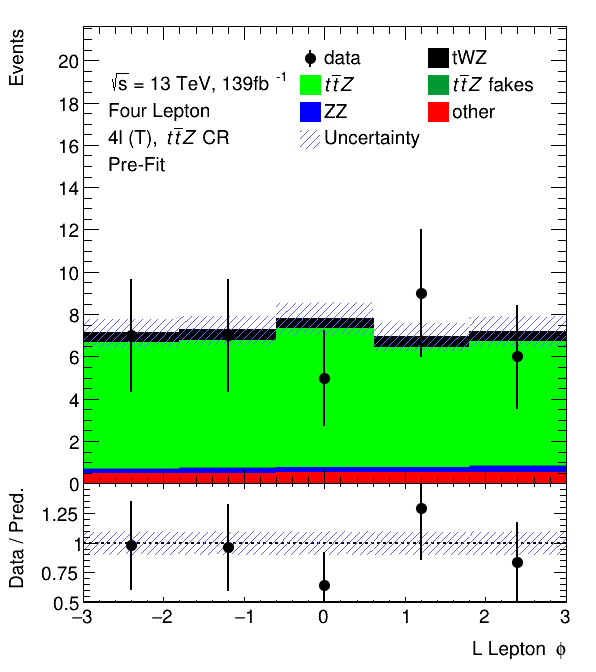 Events
20
18
16
14
12
10
8
6
4
2
0
√s = 13 TeV, 139fb⁻¹
Four Lepton
4l (T), tt̄Z CR
Pre-Fit
data
tt̄Z
ZZ
Uncertainty
tWZ
tt̄Z fakes
other
Data / Pred.
1.25
1
0.75
0.5
−3 −2 −1 0 1 2 3
L Lepton ϕ